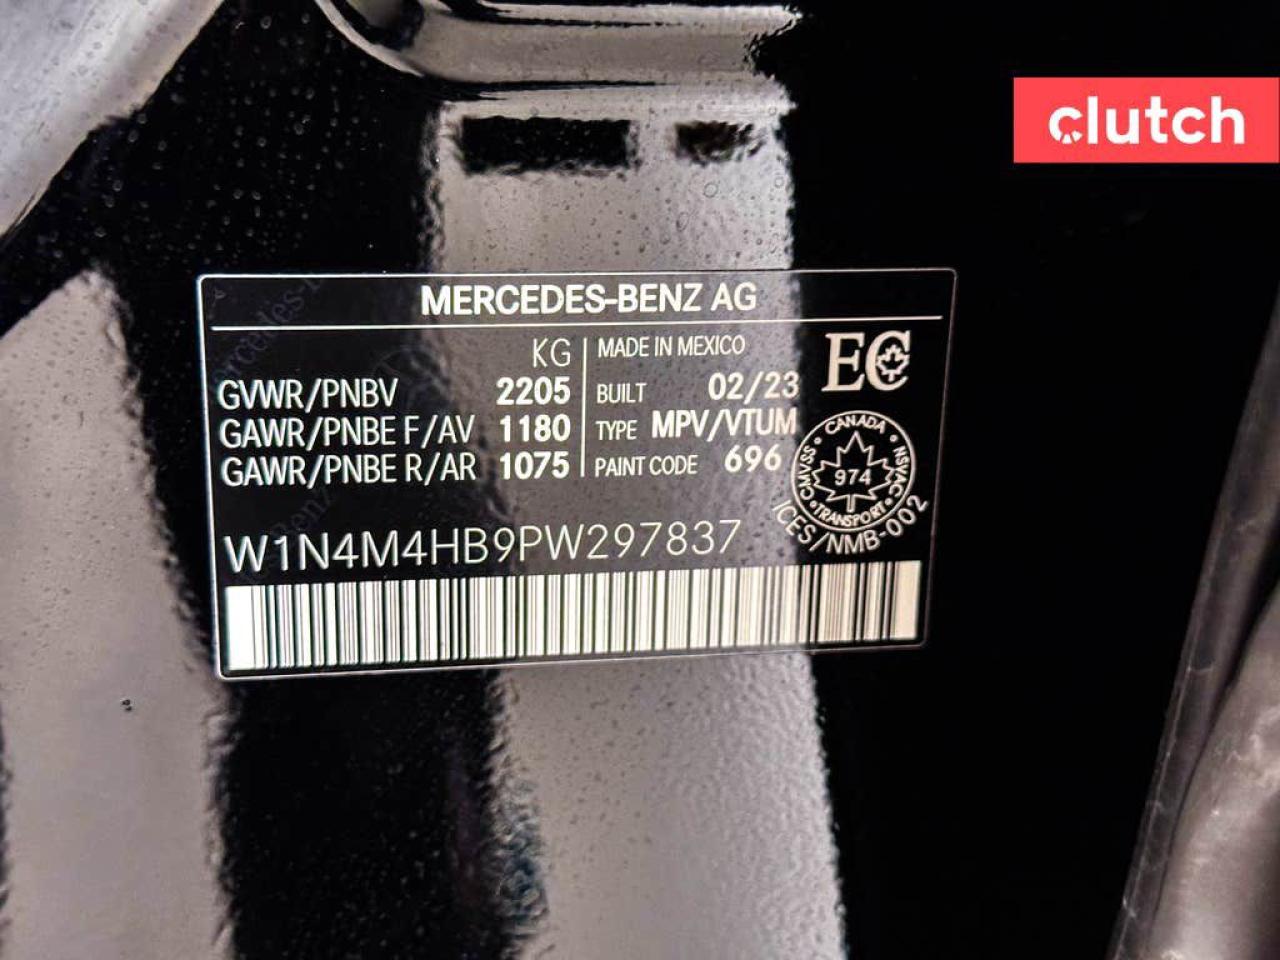 clutch
MERCEDES-BENZ AG
KG
GVWR/PNBV 2205
GAWR/PNBE F/AV 1180
GAWR/PNBE R/AR 1075
MADE IN MEXICO
BUILT 02/23
TYPE MPV/VTUM
PAINT CODE 696
EC
CANADA
CMVSS NSVAC
974
TRANSPORT
ICES/NMB-002
W1N4M4HB9PW297837